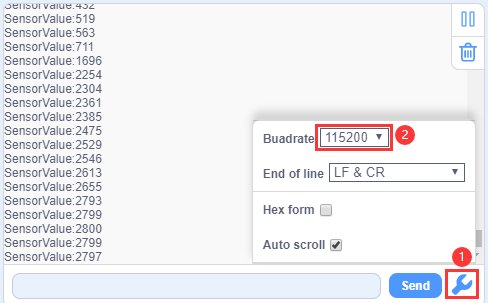 SensorValue:432
SensorValue:519
SensorValue:563
SensorValue:711
SensorValue:1696
SensorValue:2254
SensorValue:2304
SensorValue:2361
SensorValue:2385
SensorValue:2475
SensorValue:2529
SensorValue:2546
SensorValue:2613
SensorValue:2655
SensorValue:2793
SensorValue:2799
SensorValue:2800
SensorValue:2799
SensorValue:2797
Buadrate 115200 2
End of line LF & CR
Hex form
Auto scroll
1
Send